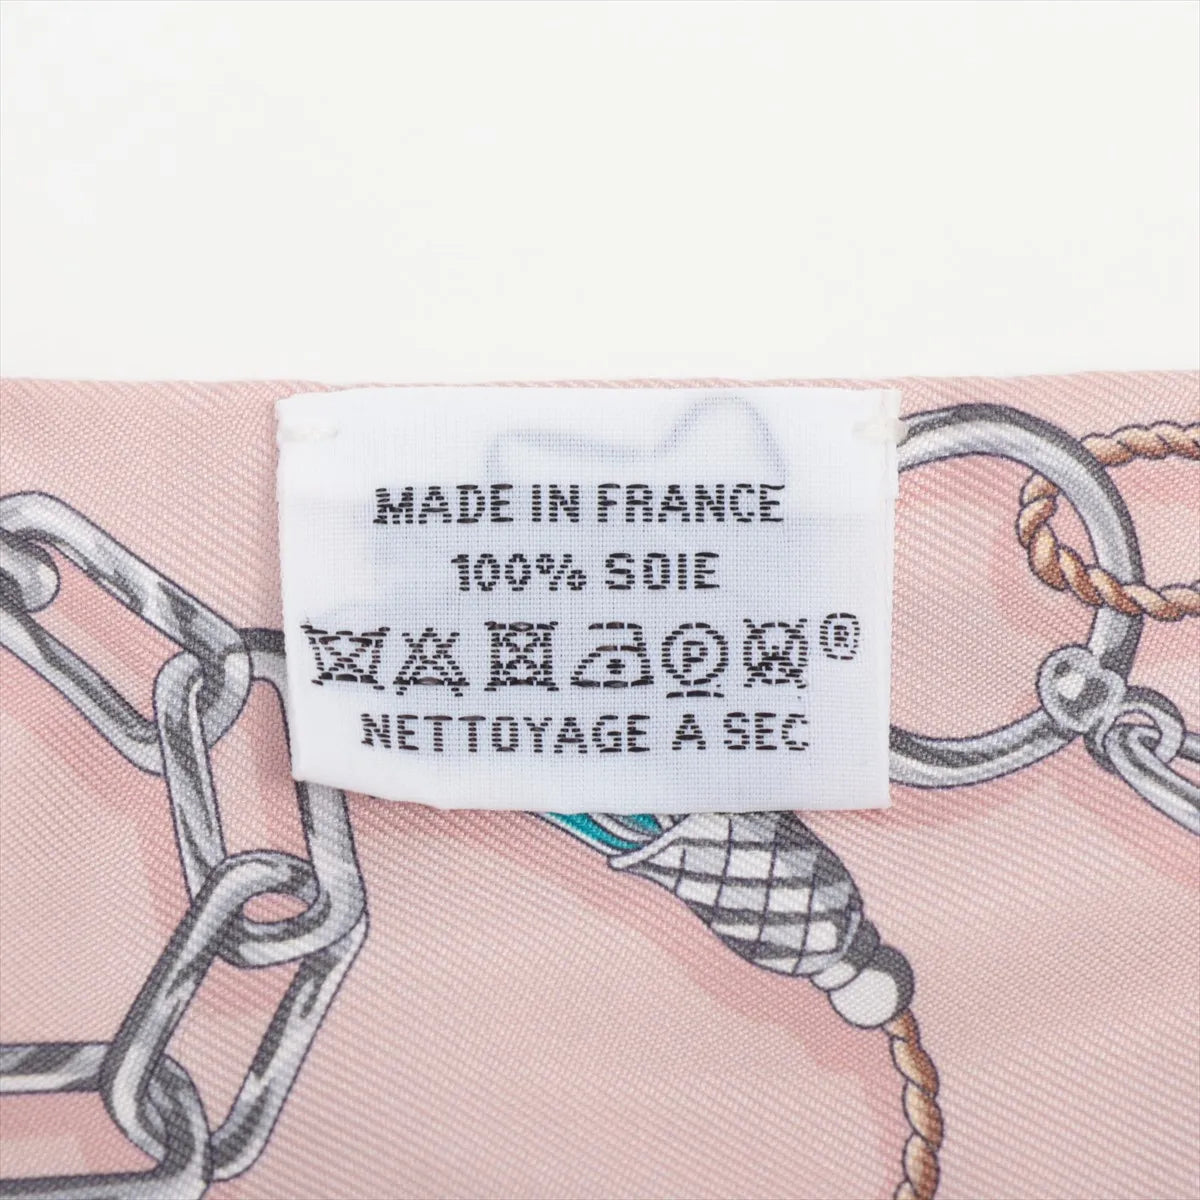 MADE IN FRANCE
100% SOIE
P ®
NETTOYAGE A SEC